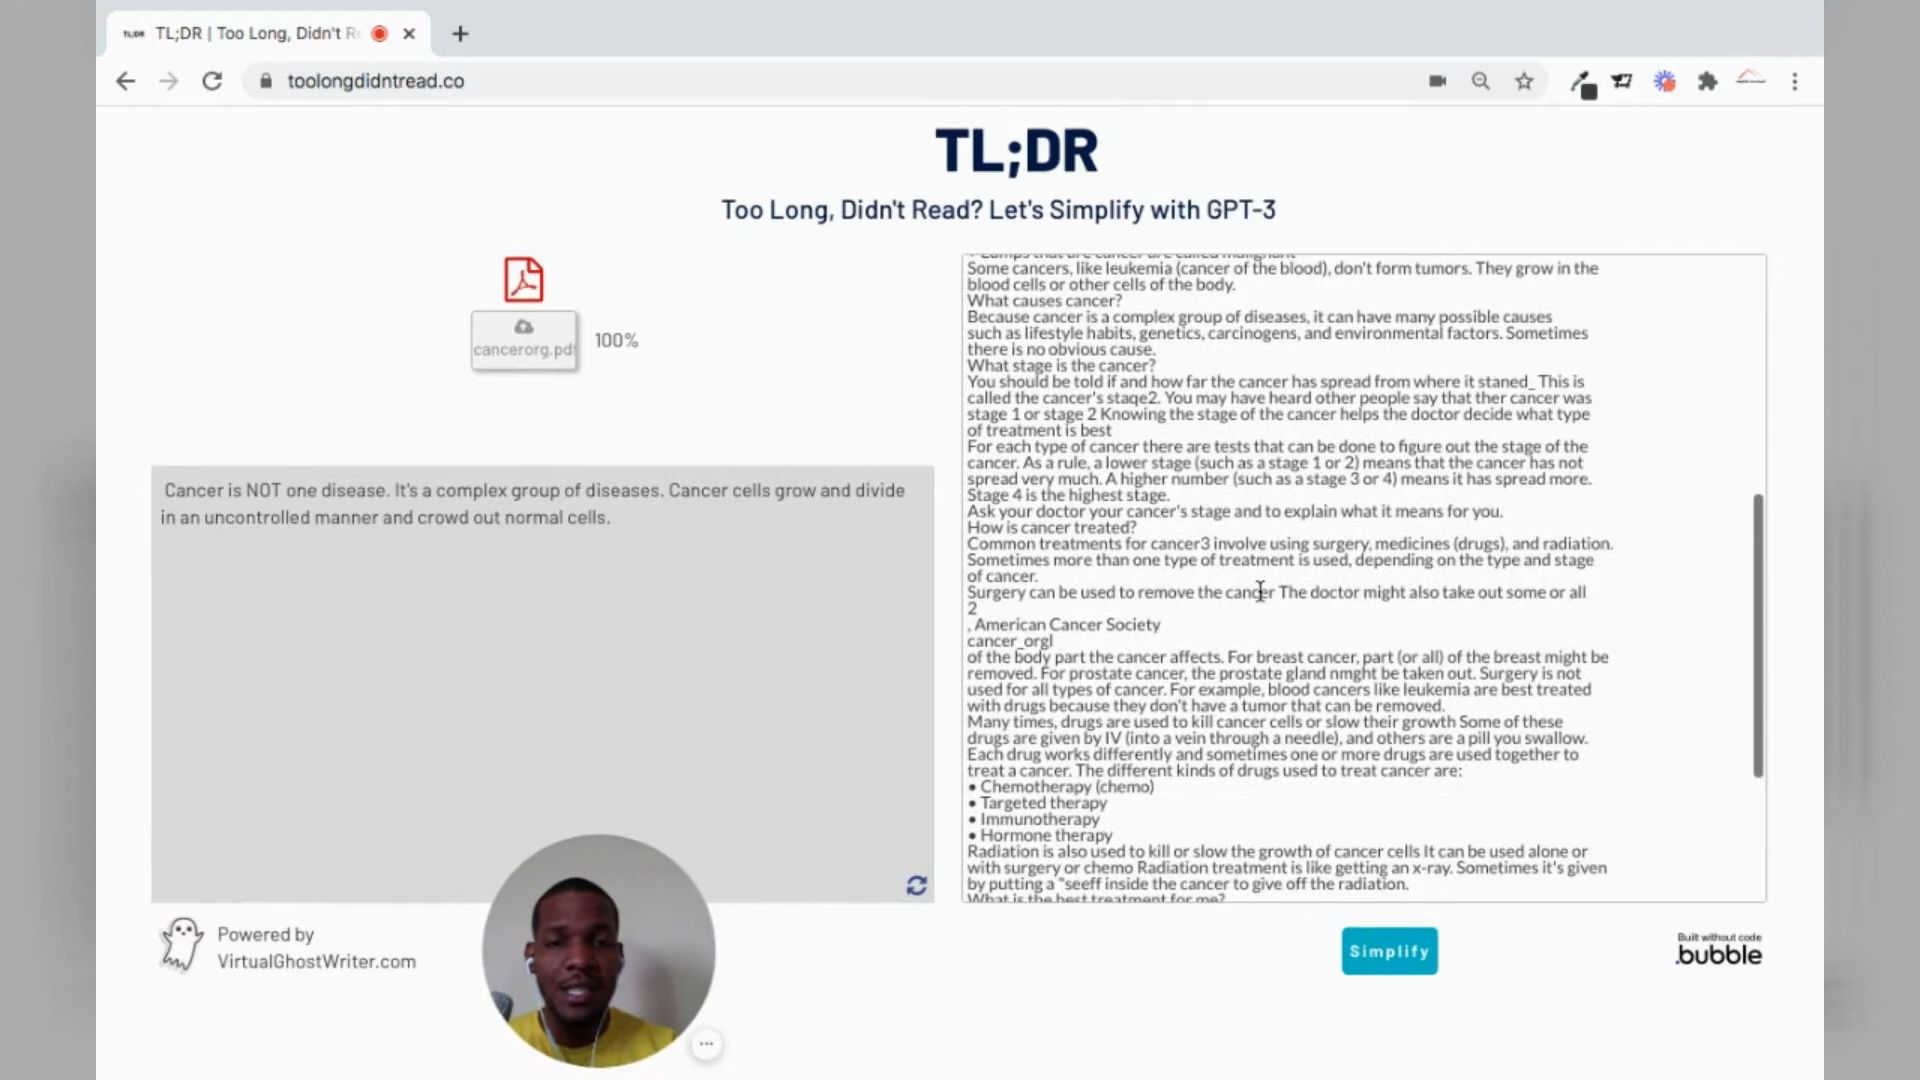 TL;DR TL;DR | Too Long, Didn't R
toolongdidntread.co
TL;DR
Too Long, Didn't Read? Let's Simplify with GPT-3
cancerorg.pd
100%
Cancer is NOT one disease. It's a complex group of diseases. Cancer cells grow and divide
in an uncontrolled manner and crowd out normal cells.
• Lumps that are cancer are called malignant
Some cancers, like leukemia (cancer of the blood), don't form tumors. They grow in the
blood cells or other cells of the body.
What causes cancer?
Because cancer is a complex group of diseases, it can have many possible causes
such as lifestyle habits, genetics, carcinogens, and environmental factors. Sometimes
there is no obvious cause.
What stage is the cancer?
You should be told if and how far the cancer has spread from where it staned_ This is
called the cancer's staqe2. You may have heard other people say that ther cancer was
stage 1 or stage 2 Knowing the stage of the cancer helps the doctor decide what type
of treatment is best
For each type of cancer there are tests that can be done to figure out the stage of the
cancer. As a rule, a lower stage (such as a stage 1 or 2) means that the cancer has not
spread very much. A higher number (such as a stage 3 or 4) means it has spread more.
Stage 4 is the highest stage.
Ask your doctor your cancer's stage and to explain what it means for you.
How is cancer treated?
Common treatments for cancer3 involve using surgery, medicines (drugs), and radiation.
Sometimes more than one type of treatment is used, depending on the type and stage
of cancer.
Surgery can be used to remove the cancer The doctor might also take out some or all
2
, American Cancer Society
cancer_orgl
of the body part the cancer affects. For breast cancer, part (or all) of the breast might be
removed. For prostate cancer, the prostate gland nmght be taken out. Surgery is not
used for all types of cancer. For example, blood cancers like leukemia are best treated
with drugs because they don't have a tumor that can be removed.
Many times, drugs are used to kill cancer cells or slow their growth Some of these
drugs are given by IV (into a vein through a needle), and others are a pill you swallow.
Each drug works differently and sometimes one or more drugs are used together to
treat a cancer. The different kinds of drugs used to treat cancer are:
• Chemotherapy (chemo)
• Targeted therapy
• Immunotherapy
• Hormone therapy
Radiation is also used to kill or slow the growth of cancer cells It can be used alone or
with surgery or chemo Radiation treatment is like getting an x-ray. Sometimes it's given
by putting a "seeff inside the cancer to give off the radiation.
What is the best treatment for me?
Powered by
VirtualGhostWriter.com
Simplify
Built without code
.bubble